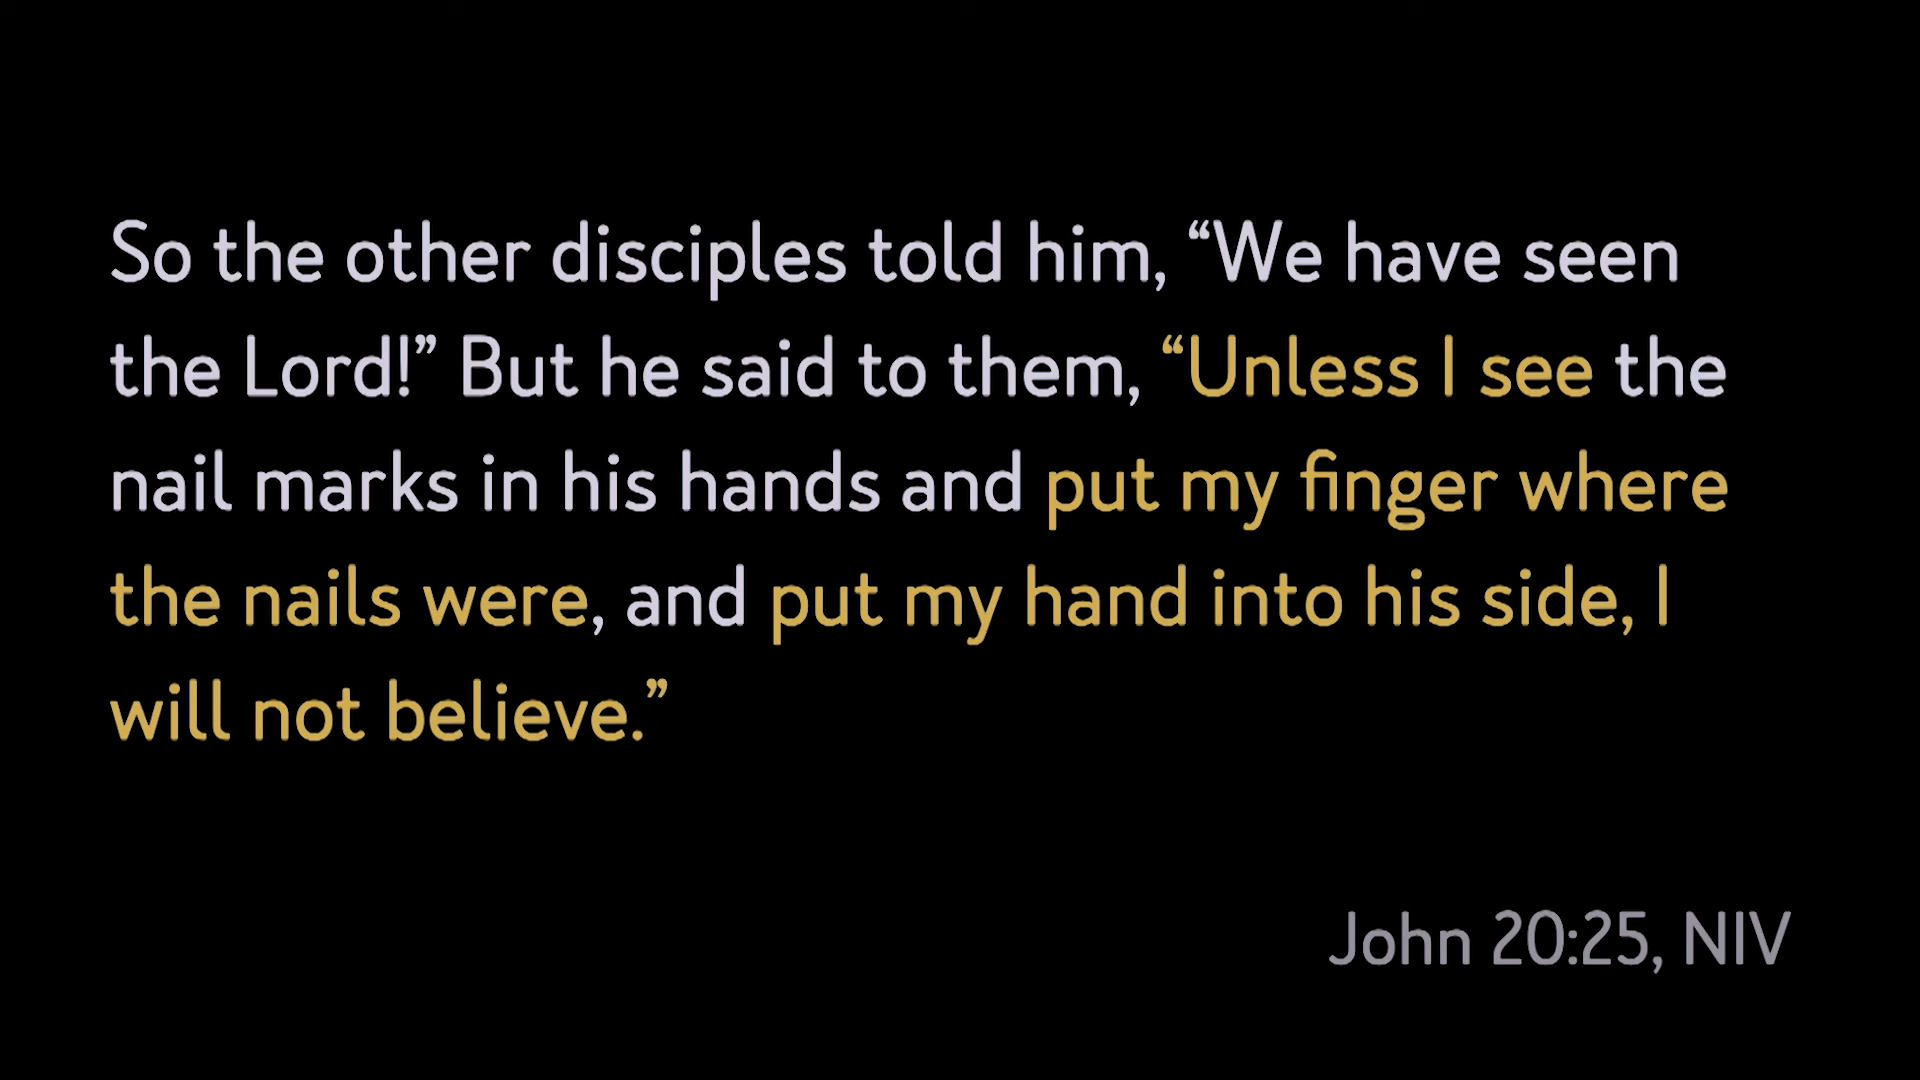 So the other disciples told him, “We have seen
the Lord!” But he said to them, “Unless I see the
nail marks in his hands and put my finger where
the nails were, and put my hand into his side, I
will not believe.”
John 20:25, NIV